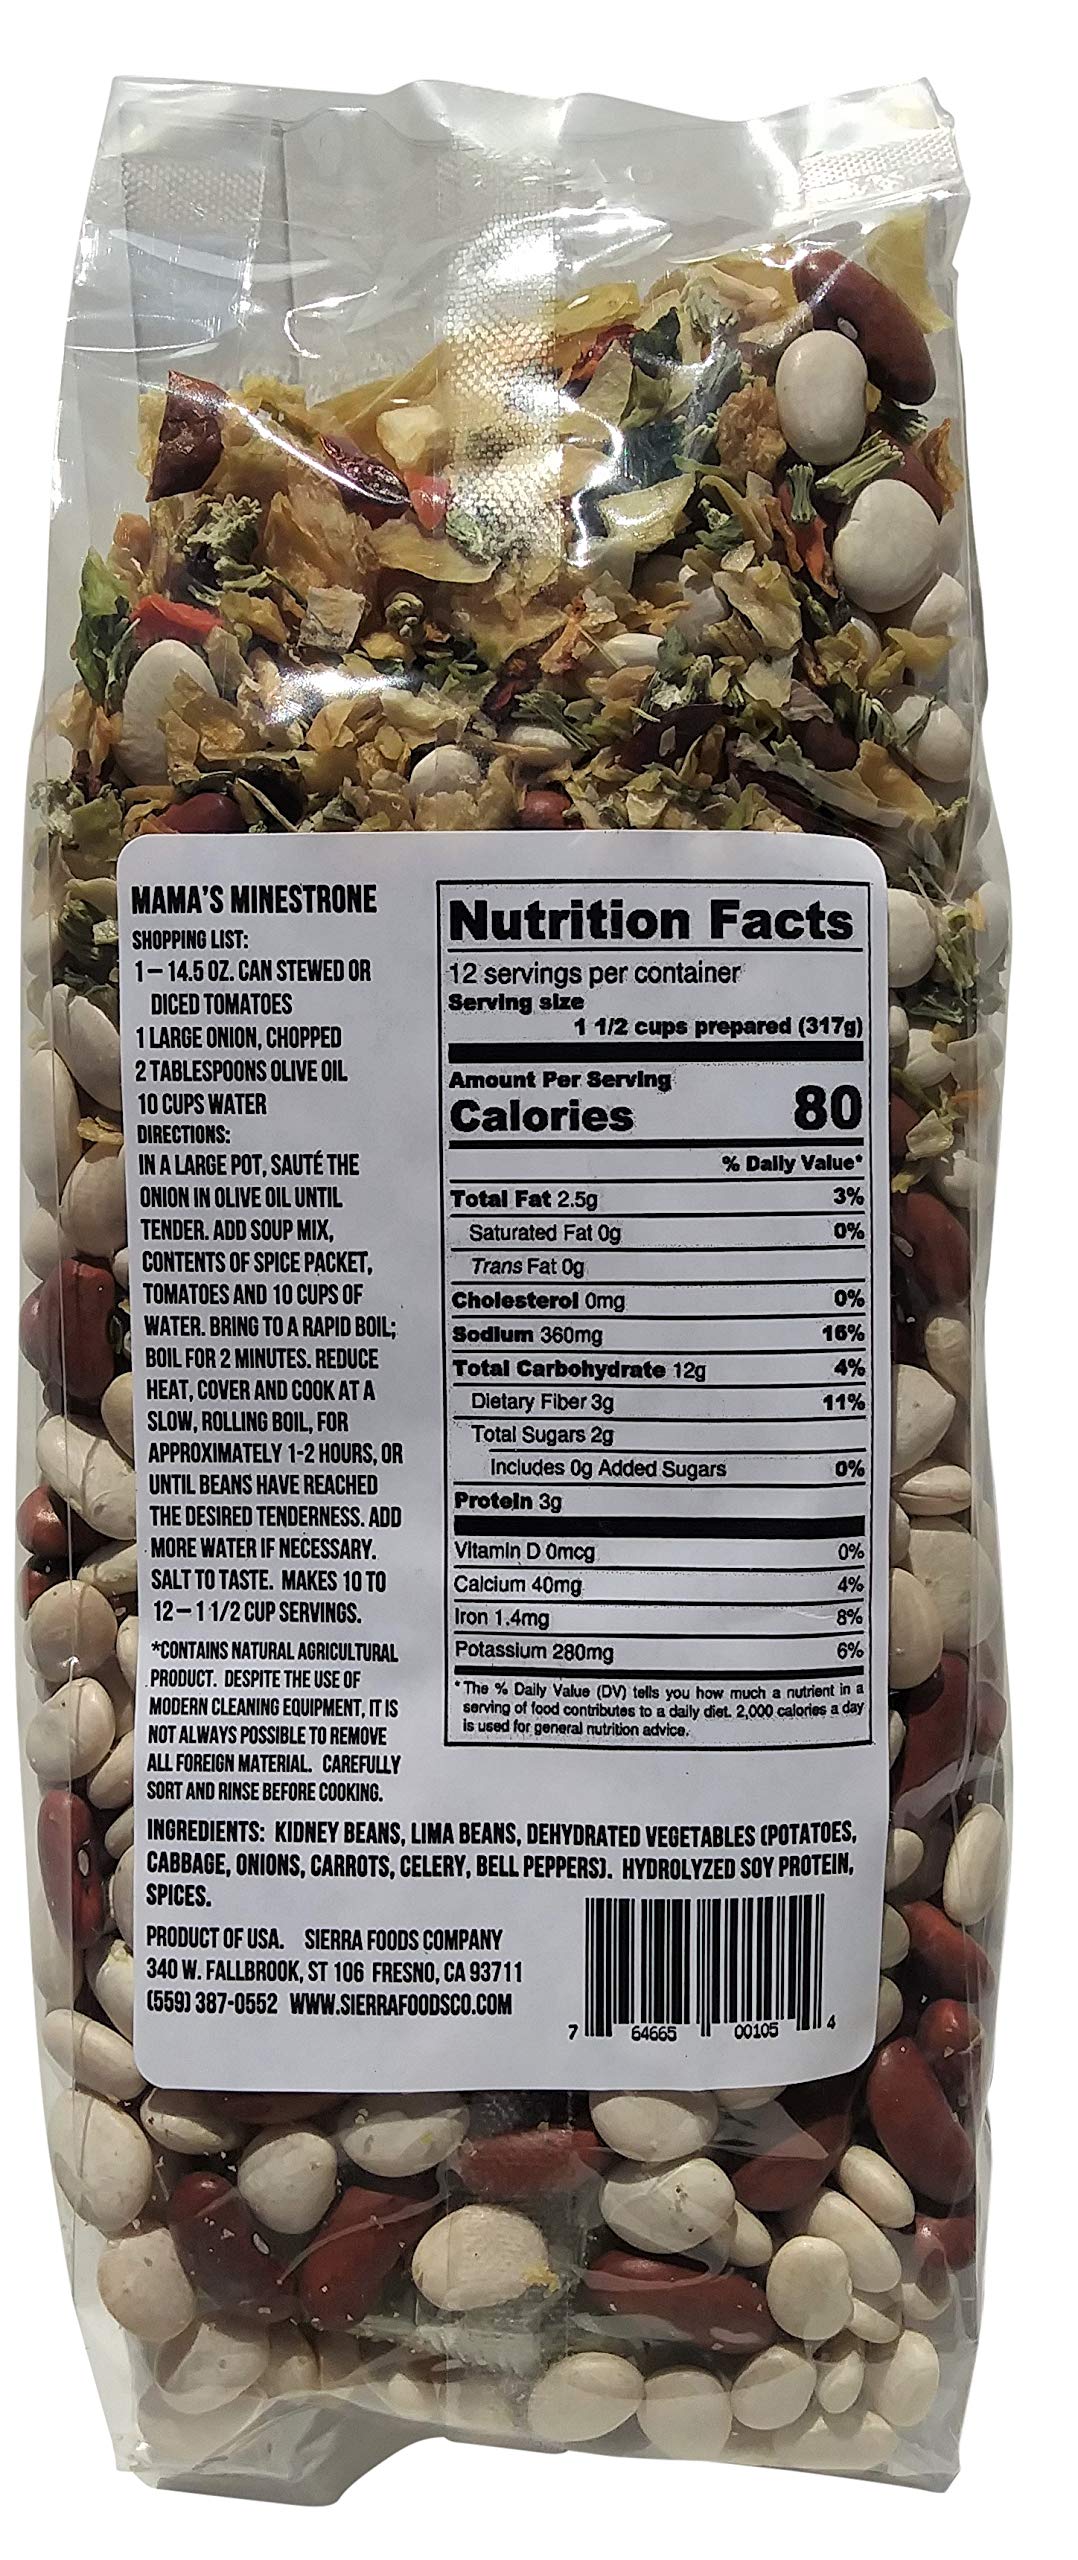 MAMA'S MINESTRONE
SHOPPING LIST:
1 – 14.5 OZ. CAN STEWED OR
DICED TOMATOES
1 LARGE ONION, CHOPPED
2 TABLESPOONS OLIVE OIL
10 CUPS WATER
DIRECTIONS:
IN A LARGE POT, SAUTÉ THE
ONION IN OLIVE OIL UNTIL
TENDER. ADD SOUP MIX,
CONTENTS OF SPICE PACKET,
TOMATOES AND 10 CUPS OF
WATER. BRING TO A RAPID BOIL;
BOIL FOR 2 MINUTES. REDUCE
HEAT, COVER AND COOK AT A
SLOW, ROLLING BOIL, FOR
APPROXIMATELY 1-2 HOURS, OR
UNTIL BEANS HAVE REACHED
THE DESIRED TENDERNESS. ADD
MORE WATER IF NECESSARY.
SALT TO TASTE. MAKES 10 TO
12 – 1 1/2 CUP SERVINGS.
*CONTAINS NATURAL AGRICULTURAL
PRODUCT. DESPITE THE USE OF
MODERN CLEANING EQUIPMENT, IT IS
NOT ALWAYS POSSIBLE TO REMOVE
ALL FOREIGN MATERIAL. CAREFULLY
SORT AND RINSE BEFORE COOKING.
Nutrition Facts
12 servings per container
Serving size
1 1/2 cups prepared (317g)
Amount Per Serving
Calories 80
% Daily Value*
Total Fat 2.5g 3%
Saturated Fat 0g 0%
Trans Fat 0g
Cholesterol 0mg 0%
Sodium 360mg 16%
Total Carbohydrate 12g 4%
Dietary Fiber 3g 11%
Total Sugars 2g
Includes 0g Added Sugars 0%
Protein 3g
Vitamin D 0mcg 0%
Calcium 40mg 4%
Iron 1.4mg 8%
Potassium 280mg 6%
*The % Daily Value (DV) tells you how much a nutrient in a
serving of food contributes to a daily diet. 2,000 calories a day
is used for general nutrition advice.
INGREDIENTS: KIDNEY BEANS, LIMA BEANS, DEHYDRATED VEGETABLES (POTATOES,
CABBAGE, ONIONS, CARROTS, CELERY, BELL PEPPERS). HYDROLYZED SOY PROTEIN,
SPICES.
PRODUCT OF USA. SIERRA FOODS COMPANY
340 W. FALLBROOK, ST 106 FRESNO, CA 93711
(559) 387-0552 WWW.SIERRAFOODSCO.COM
7 64665 00105 4